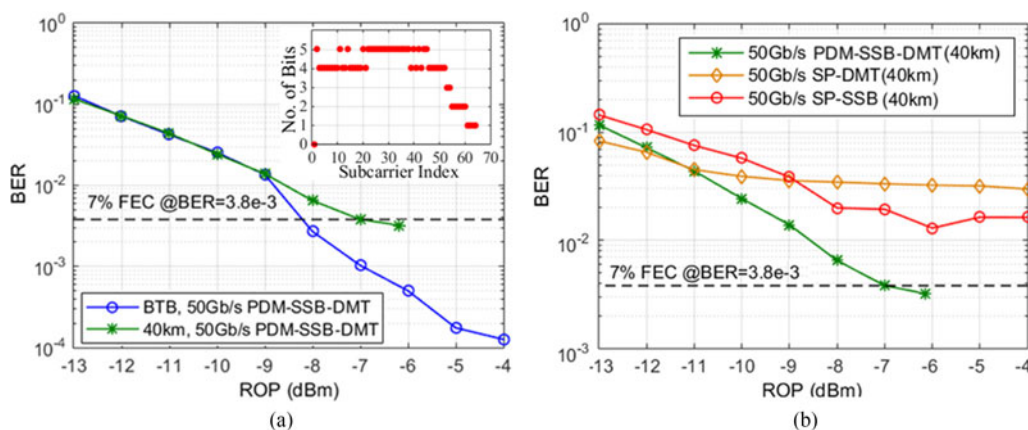 BER
10^0
10^-1
10^-2
10^-3
10^-4
7% FEC @BER=3.8e-3
No. of Bits
5
4
3
2
1
0
0 10 20 30 40 50 60 70
Subcarrier Index
BTB, 50Gb/s PDM-SSB-DMT
40km, 50Gb/s PDM-SSB-DMT
-13 -12 -11 -10 -9 -8 -7 -6 -5 -4
ROP (dBm)
(a)
BER
10^0
10^-1
10^-2
10^-3
50Gb/s PDM-SSB-DMT (40km)
50Gb/s SP-DMT (40km)
50Gb/s SP-SSB (40km)
7% FEC @BER=3.8e-3
-13 -12 -11 -10 -9 -8 -7 -6 -5 -4
ROP (dBm)
(b)